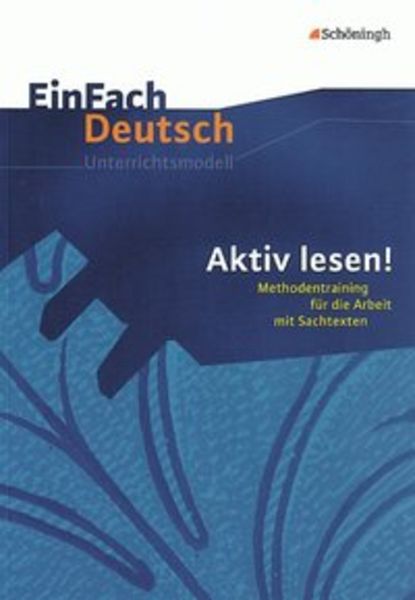 Schöningh
EinFach
Deutsch
Unterrichtsmodell
Aktiv lesen!
Methodentraining
für die Arbeit
mit Sachtexten